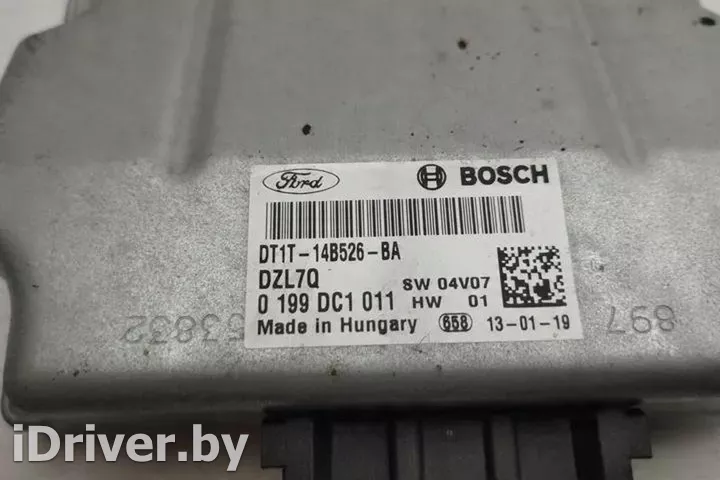 Ford BOSCH
DT1T-14B526-BA
DZL7Q SW 04V07
0 199 DC1 011 HW 01
Made in Hungary 658 13-01-19
53832
897
iDriver.by